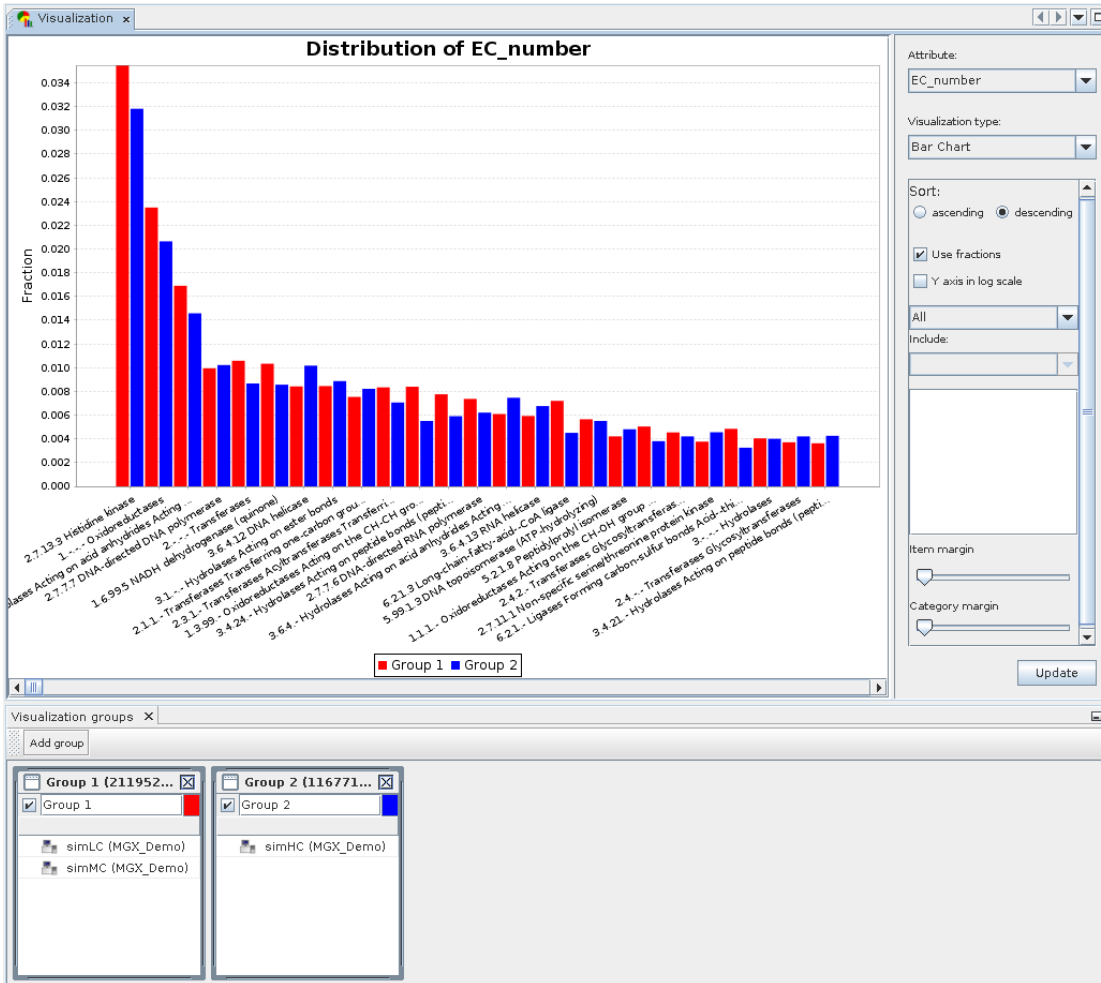 Visualization
Distribution of EC_number
Fraction
0.034
0.032
0.030
0.028
0.026
0.024
0.022
0.020
0.018
0.016
0.014
0.012
0.010
0.008
0.006
0.004
0.002
0.000
2.7.13.3 Histidine kinase
1.-.-.- Oxidoreductases
olases Acting on acid anhydrides Acting ...
2.7.7.7 DNA-directed DNA polymerase
2.-.-.- Transferases
1.6.99.5 NADH dehydrogenase (quinone)
3.6.4.12 DNA helicase
3.1.-.- Hydrolases Acting on ester bonds
2.1.1.- Transferases Transferring one-carbon grou...
2.3.1.- Transferases Acyltransferases Transferri...
1.3.99.- Oxidoreductases Acting on the CH-CH gro...
3.4.24.- Hydrolases Acting on peptide bonds (pepti...
2.7.7.6 DNA-directed RNA polymerase
3.6.4.- Hydrolases Acting on acid anhydrides Acting ...
3.6.4.13 RNA helicase
6.2.1.3 Long-chain-fatty-acid--CoA ligase
5.99.1.3 DNA topoisomerase (ATP-hydrolyzing)
5.2.1.8 Peptidylprolyl isomerase
1.1.1.- Oxidoreductases Acting on the CH-OH group ...
2.4.2.- Transferases Glycosyltransferas...
2.7.11.1 Non-specific serine/threonine protein kinase
6.2.1.- Ligases Forming carbon-sulfur bonds Acid--thi...
3.-.-.- Hydrolases
2.4.-.- Transferases Glycosyltransferases
3.4.21.- Hydrolases Acting on peptide bonds (pepti...
Group 1 Group 2
Attribute:
EC_number
Visualization type:
Bar Chart
Sort:
ascending descending
Use fractions
Y axis in log scale
All
Include:
Item margin
Category margin
Update
Visualization groups
Add group
Group 1 (211952...
Group 1
simLC (MGX_Demo)
simMC (MGX_Demo)
Group 2 (116771...
Group 2
simHC (MGX_Demo)